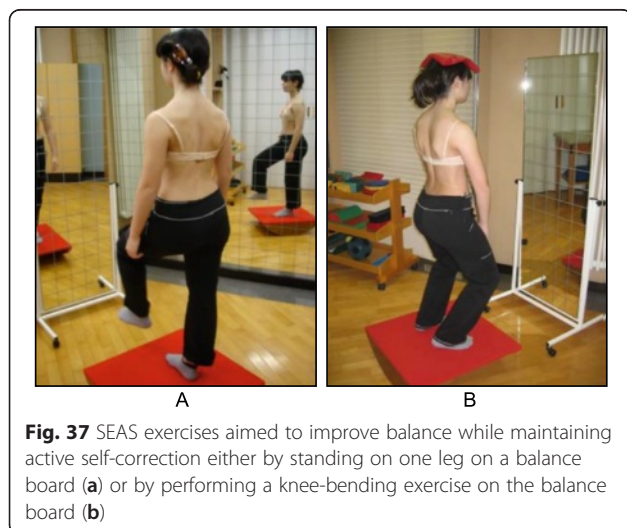 A
B
Fig. 37 SEAS exercises aimed to improve balance while maintaining
active self-correction either by standing on one leg on a balance
board (a) or by performing a knee-bending exercise on the balance
board (b)